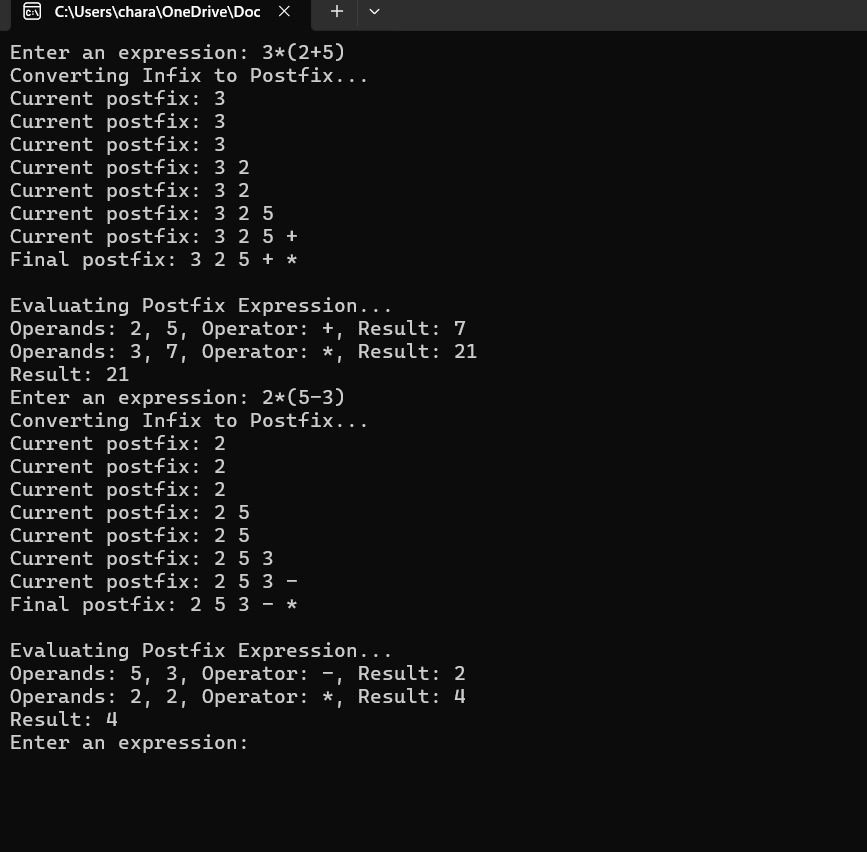 C:\Users\chara\OneDrive\Doc
Enter an expression: 3*(2+5)
Converting Infix to Postfix...
Current postfix: 3
Current postfix: 3
Current postfix: 3
Current postfix: 3 2
Current postfix: 3 2
Current postfix: 3 2 5
Current postfix: 3 2 5 +
Final postfix: 3 2 5 + *

Evaluating Postfix Expression...
Operands: 2, 5, Operator: +, Result: 7
Operands: 3, 7, Operator: *, Result: 21
Result: 21
Enter an expression: 2*(5-3)
Converting Infix to Postfix...
Current postfix: 2
Current postfix: 2
Current postfix: 2
Current postfix: 2 5
Current postfix: 2 5
Current postfix: 2 5 3
Current postfix: 2 5 3 -
Final postfix: 2 5 3 - *

Evaluating Postfix Expression...
Operands: 5, 3, Operator: -, Result: 2
Operands: 2, 2, Operator: *, Result: 4
Result: 4
Enter an expression: